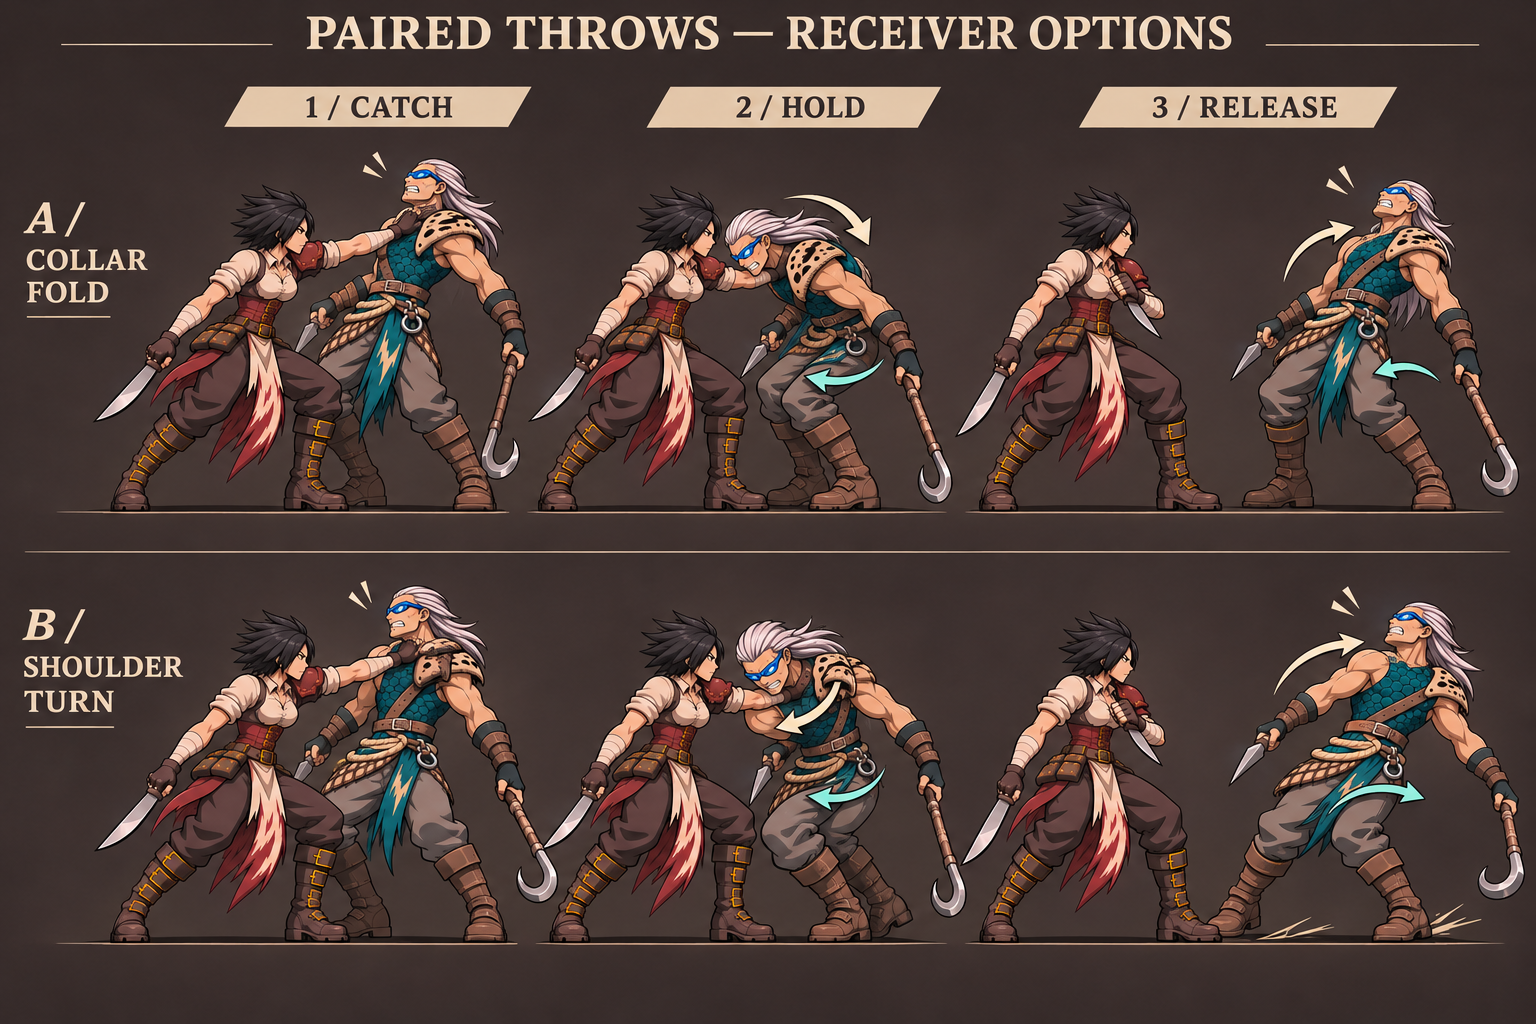 PAIRED THROWS — RECEIVER OPTIONS
1 / CATCH
2 / HOLD
3 / RELEASE
A /
COLLAR
FOLD
B /
SHOULDER
TURN